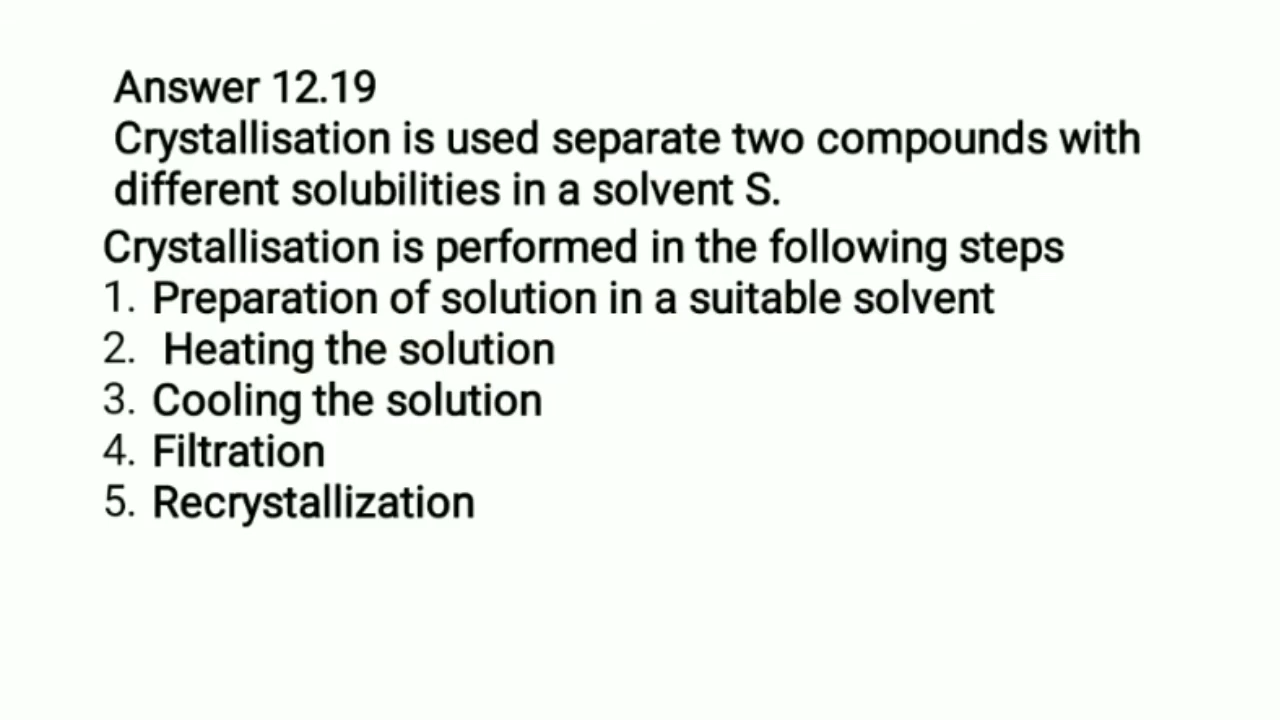 Answer 12.19
Crystallisation is used separate two compounds with
different solubilities in a solvent S.
Crystallisation is performed in the following steps
1. Preparation of solution in a suitable solvent
2. Heating the solution
3. Cooling the solution
4. Filtration
5. Recrystallization